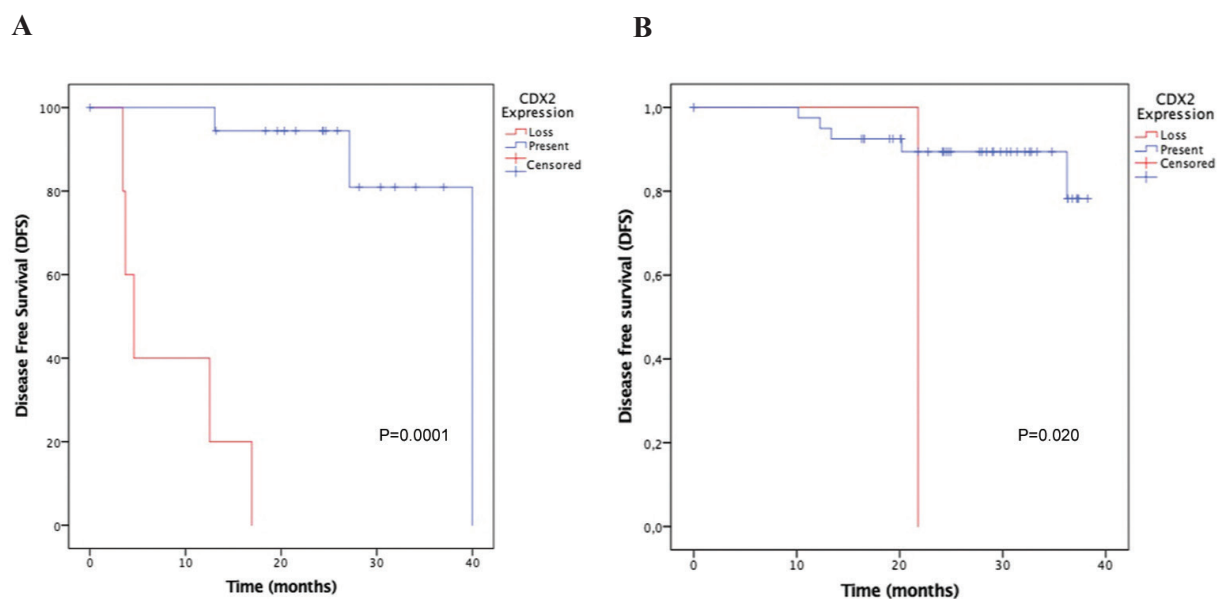 A
CDX2
Expression
Loss
Present
Censored
Disease Free Survival (DFS)
100
80
60
40
20
0
P=0.0001
0 10 20 30 40
Time (months)
B
CDX2
Expression
Loss
Present
Censored
Disease free survival (DFS)
1,0
0,8
0,6
0,4
0,2
0,0
P=0.020
0 10 20 30 40
Time (months)